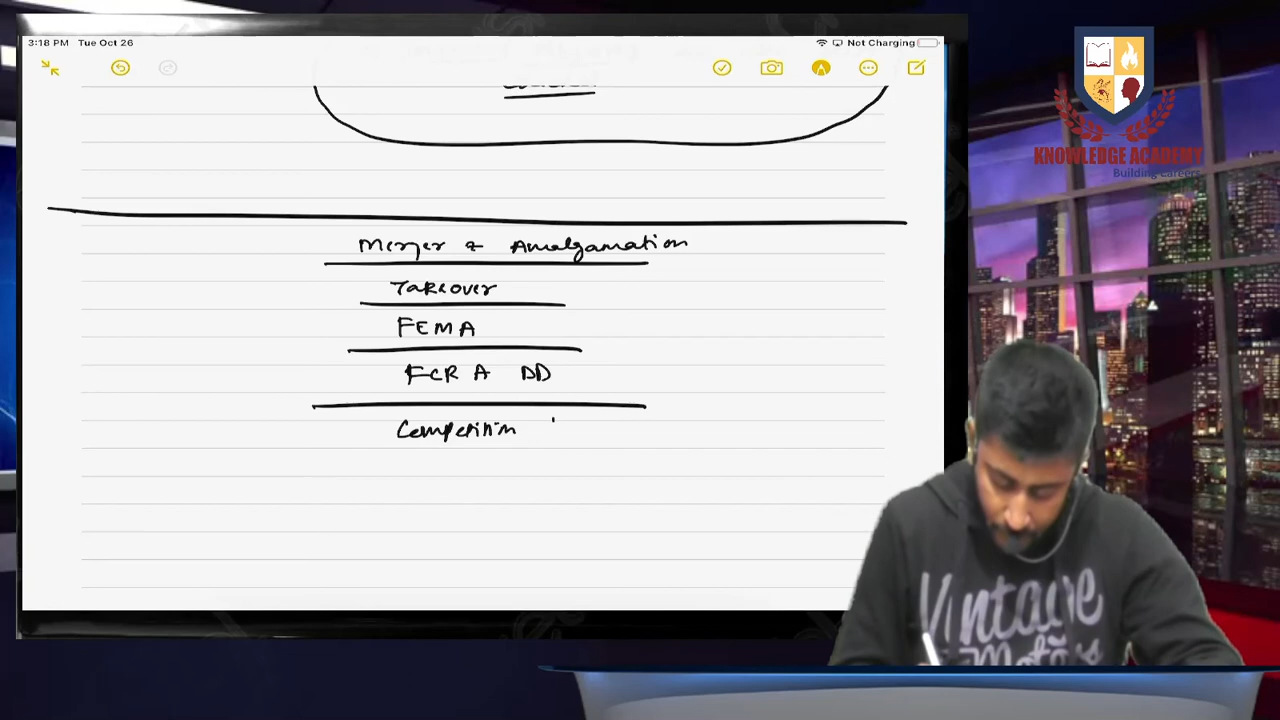 3:18 PM Tue Oct 26
Not Charging
Merger & Amalgamation
Takeover
FEMA
FCRA DD
Competition
KNOWLEDGE ACADEMY
Building Careers
Vintage
Motors